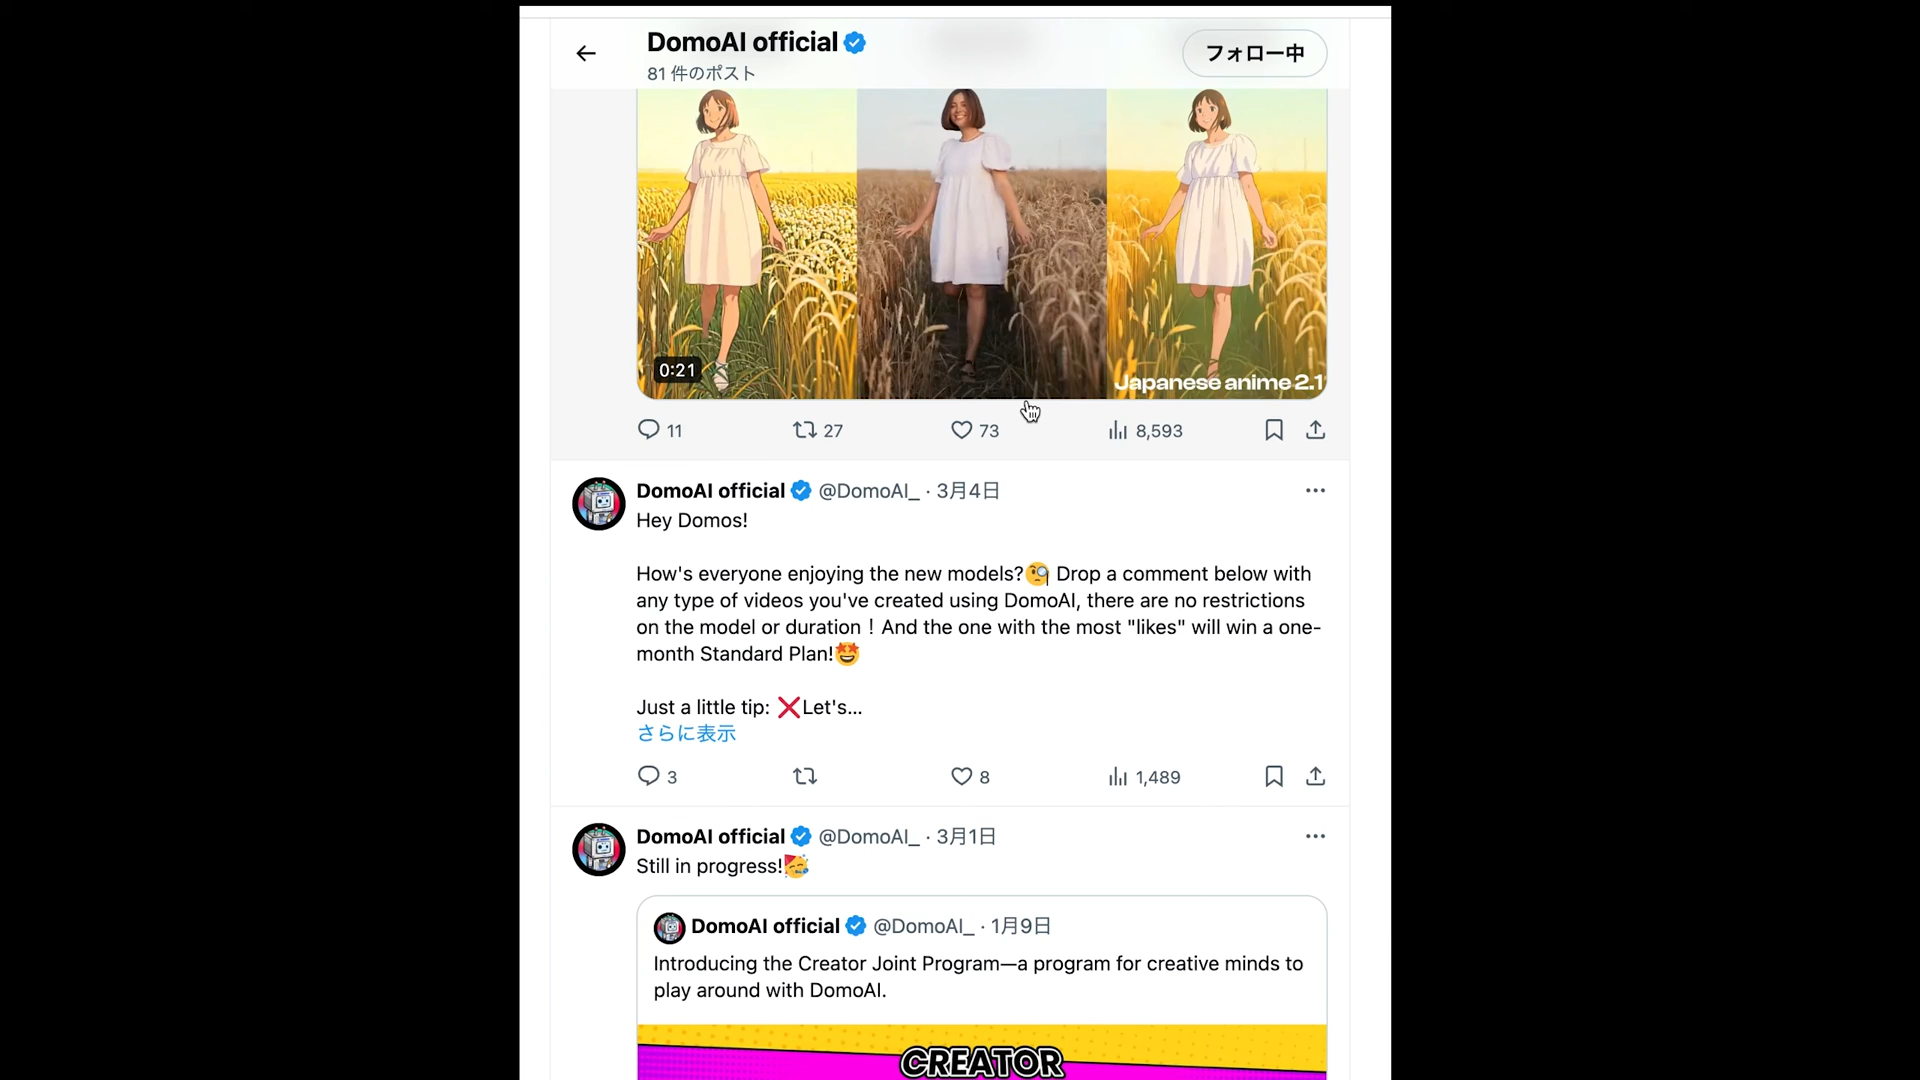 DomoAI official
81 件のポスト
フォロー中
0:21
Japanese anime 2.1
11 27 73 8,593
DomoAI official @DomoAI_ · 3月4日
Hey Domos!
How's everyone enjoying the new models?🧐 Drop a comment below with
any type of videos you've created using DomoAI, there are no restrictions
on the model or duration！And the one with the most "likes" will win a one-
month Standard Plan!🤩
Just a little tip: ❌Let's...
さらに表示
3 8 1,489
DomoAI official @DomoAI_ · 3月1日
Still in progress!🥳
DomoAI official @DomoAI_ · 1月9日
Introducing the Creator Joint Program—a program for creative minds to
play around with DomoAI.
CREATOR